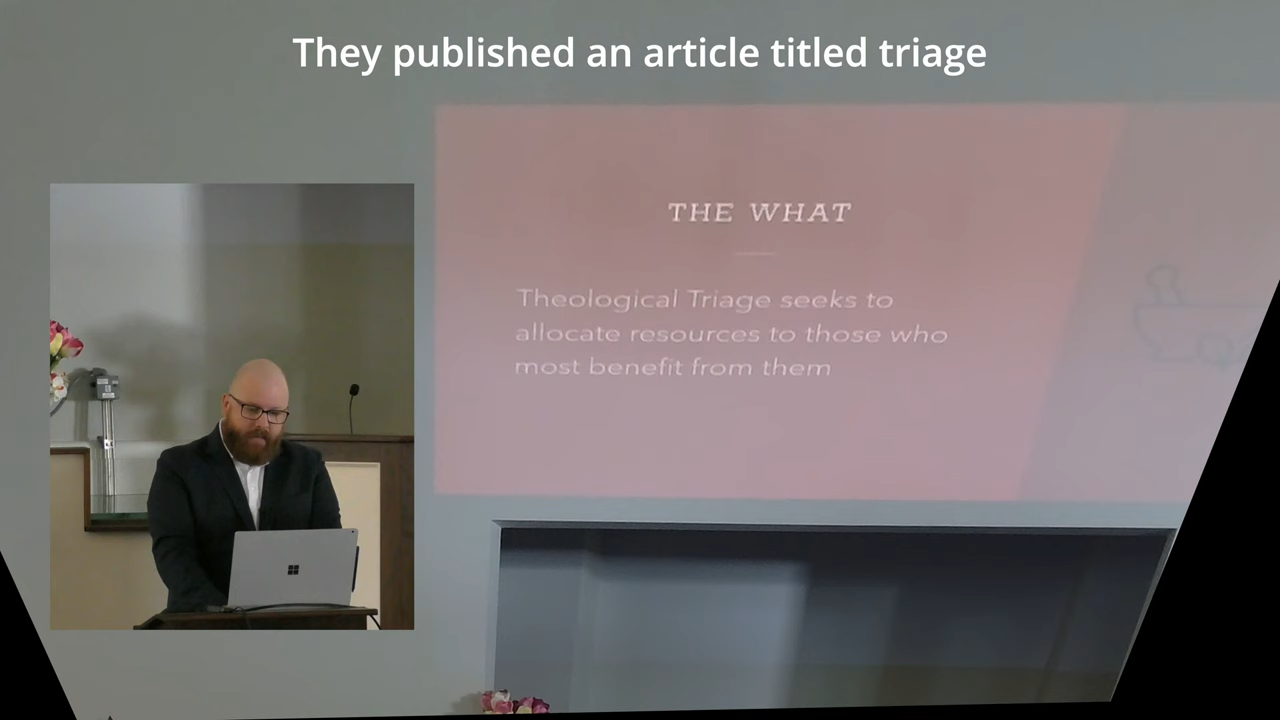 They published an article titled triage
THE WHAT
Theological Triage seeks to
allocate resources to those who
most benefit from them